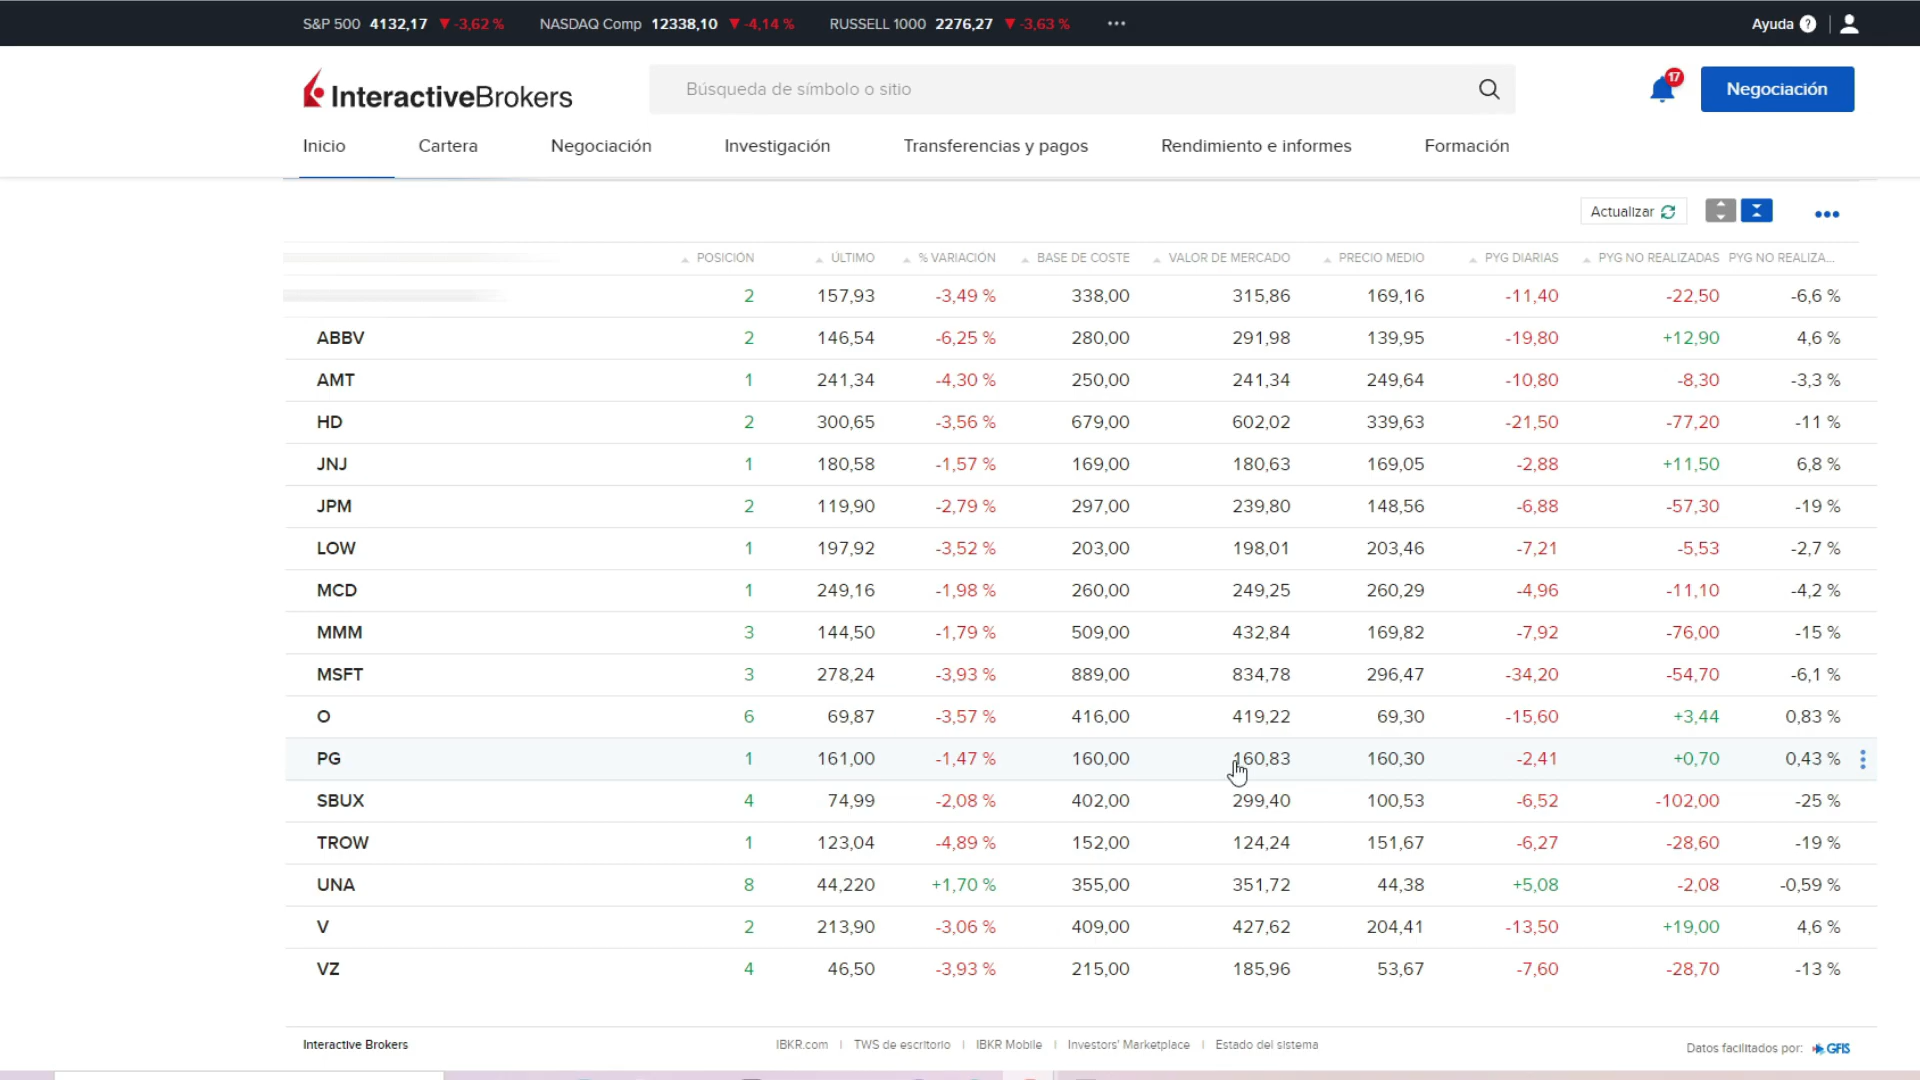 S&P 500 4132,17 ▼-3,62 % NASDAQ Comp 12338,10 ▼-4,14 % RUSSELL 1000 2276,27 ▼-3,63 % ••• Ayuda ?
InteractiveBrokers Búsqueda de símbolo o sitio 17 Negociación
Inicio Cartera Negociación Investigación Transferencias y pagos Rendimiento e informes Formación
Actualizar
POSICIÓN ÚLTIMO % VARIACIÓN BASE DE COSTE VALOR DE MERCADO PRECIO MEDIO PYG DIARIAS PYG NO REALIZADAS PYG NO REALIZA...
2 157,93 -3,49 % 338,00 315,86 169,16 -11,40 -22,50 -6,6 %
ABBV 2 146,54 -6,25 % 280,00 291,98 139,95 -19,80 +12,90 4,6 %
AMT 1 241,34 -4,30 % 250,00 241,34 249,64 -10,80 -8,30 -3,3 %
HD 2 300,65 -3,56 % 679,00 602,02 339,63 -21,50 -77,20 -11 %
JNJ 1 180,58 -1,57 % 169,00 180,63 169,05 -2,88 +11,50 6,8 %
JPM 2 119,90 -2,79 % 297,00 239,80 148,56 -6,88 -57,30 -19 %
LOW 1 197,92 -3,52 % 203,00 198,01 203,46 -7,21 -5,53 -2,7 %
MCD 1 249,16 -1,98 % 260,00 249,25 260,29 -4,96 -11,10 -4,2 %
MMM 3 144,50 -1,79 % 509,00 432,84 169,82 -7,92 -76,00 -15 %
MSFT 3 278,24 -3,93 % 889,00 834,78 296,47 -34,20 -54,70 -6,1 %
O 6 69,87 -3,57 % 416,00 419,22 69,30 -15,60 +3,44 0,83 %
PG 1 161,00 -1,47 % 160,00 160,83 160,30 -2,41 +0,70 0,43 %
SBUX 4 74,99 -2,08 % 402,00 299,40 100,53 -6,52 -102,00 -25 %
TROW 1 123,04 -4,89 % 152,00 124,24 151,67 -6,27 -28,60 -19 %
UNA 8 44,220 +1,70 % 355,00 351,72 44,38 +5,08 -2,08 -0,59 %
V 2 213,90 -3,06 % 409,00 427,62 204,41 -13,50 +19,00 4,6 %
VZ 4 46,50 -3,93 % 215,00 185,96 53,67 -7,60 -28,70 -13 %
Interactive Brokers IBKR.com | TWS de escritorio | IBKR Mobile | Investors' Marketplace | Estado del sistema Datos facilitados por: GFIS